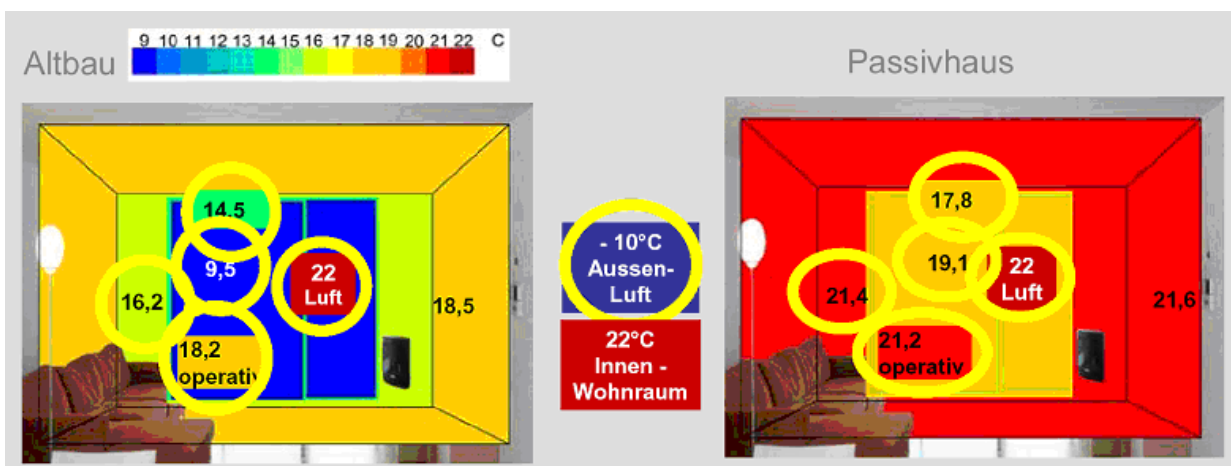 9 10 11 12 13 14 15 16 17 18 19 20 21 22 C
Altbau
Passivhaus
14,5
9,5
16,2
22
Luft
18,5
18,2
operativ
- 10°C
Aussen-
Luft
22°C
Innen -
Wohnraum
17,8
19,1
22
Luft
21,4
21,6
21,2
operativ